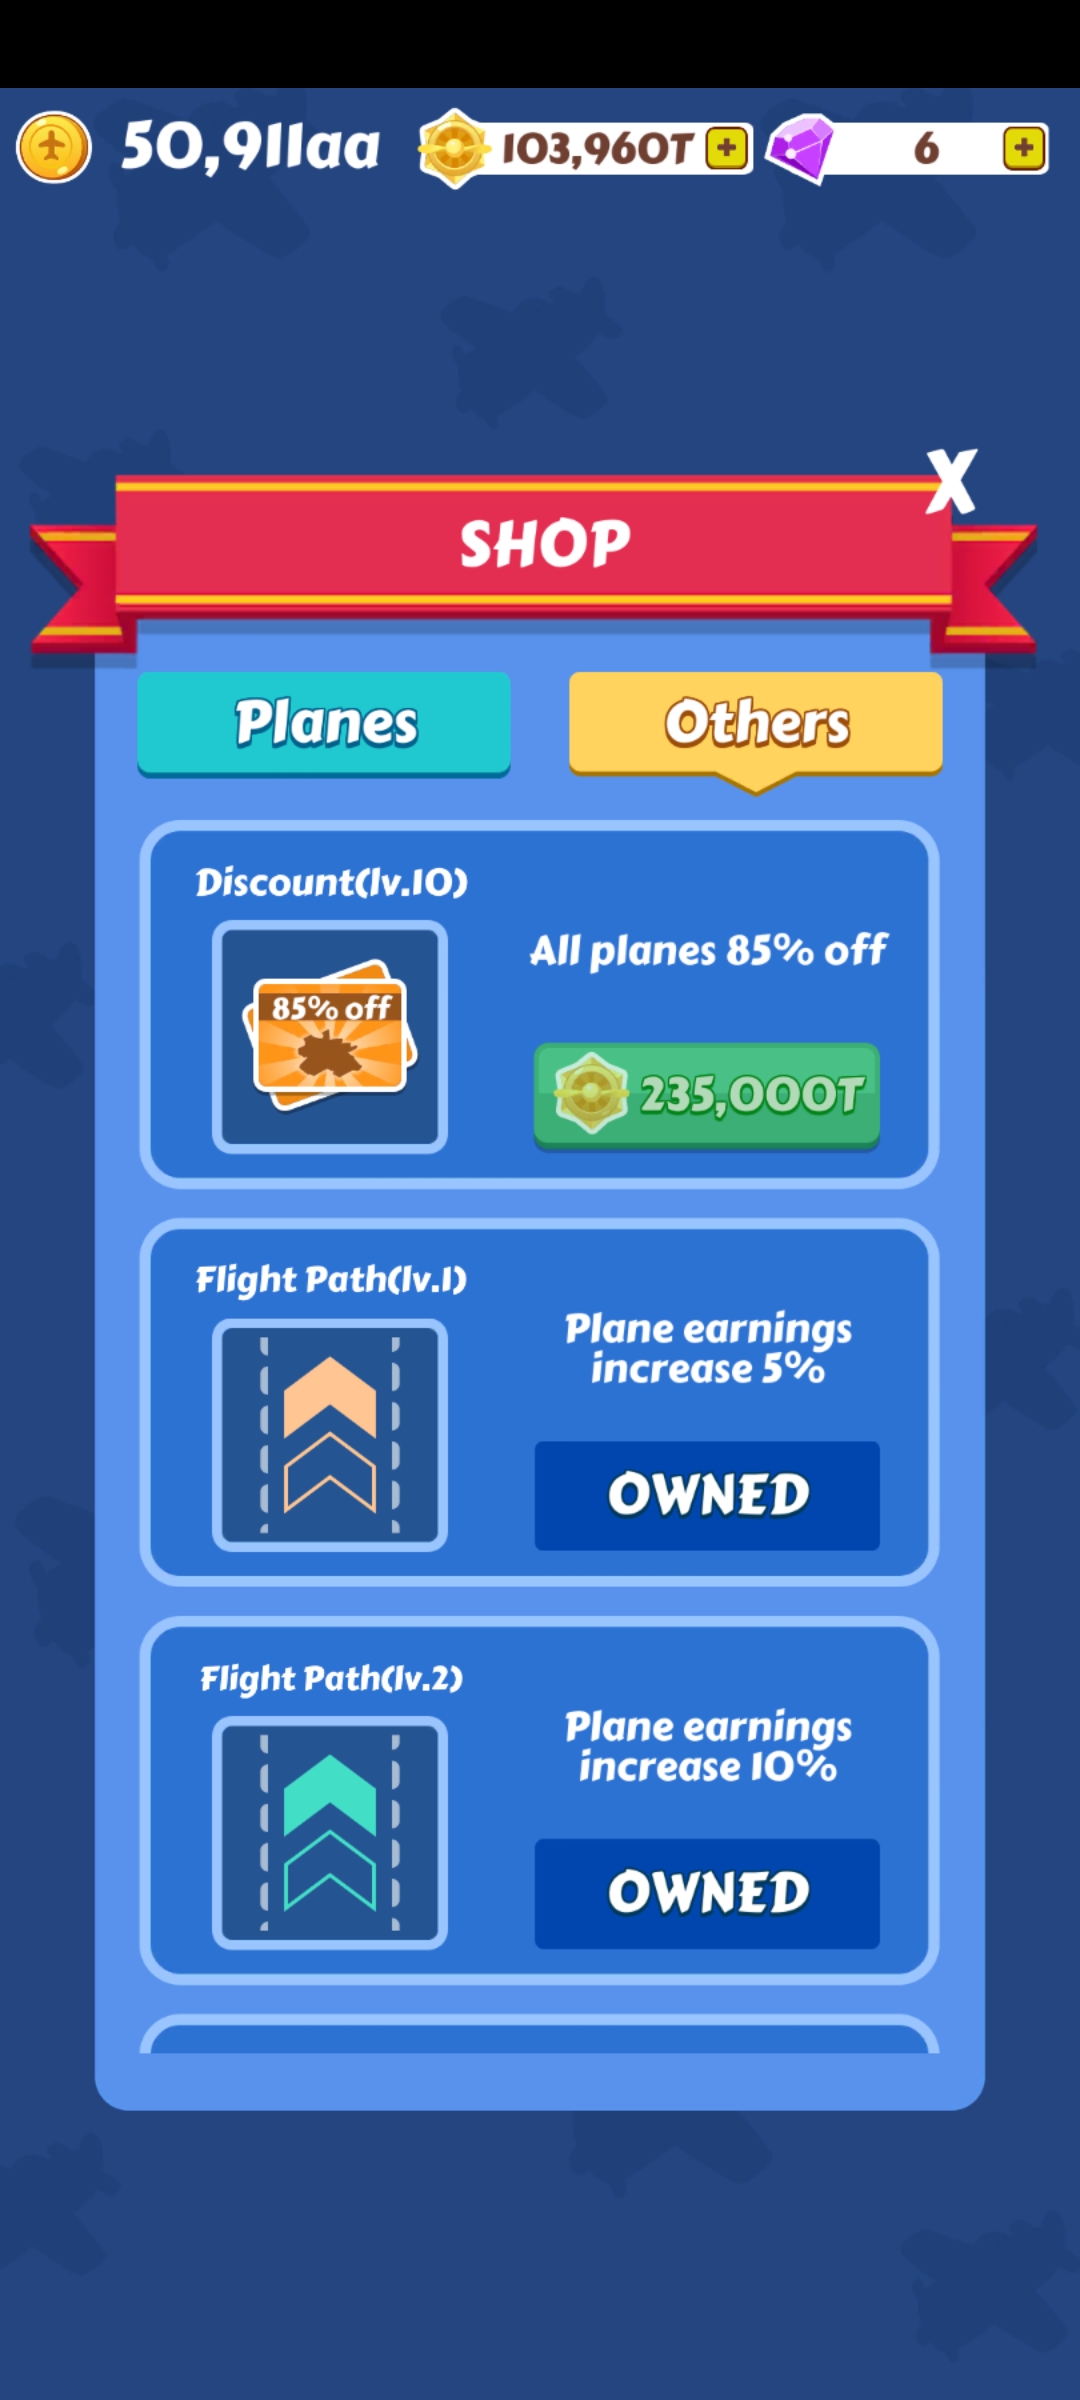 50,911aa 103,960T + 6 +
X
SHOP
Planes Others
Discount(lv.10)
All planes 85% off
85% off
235,000T
Flight Path(lv.1)
Plane earnings
increase 5%
OWNED
Flight Path(lv.2)
Plane earnings
increase 10%
OWNED